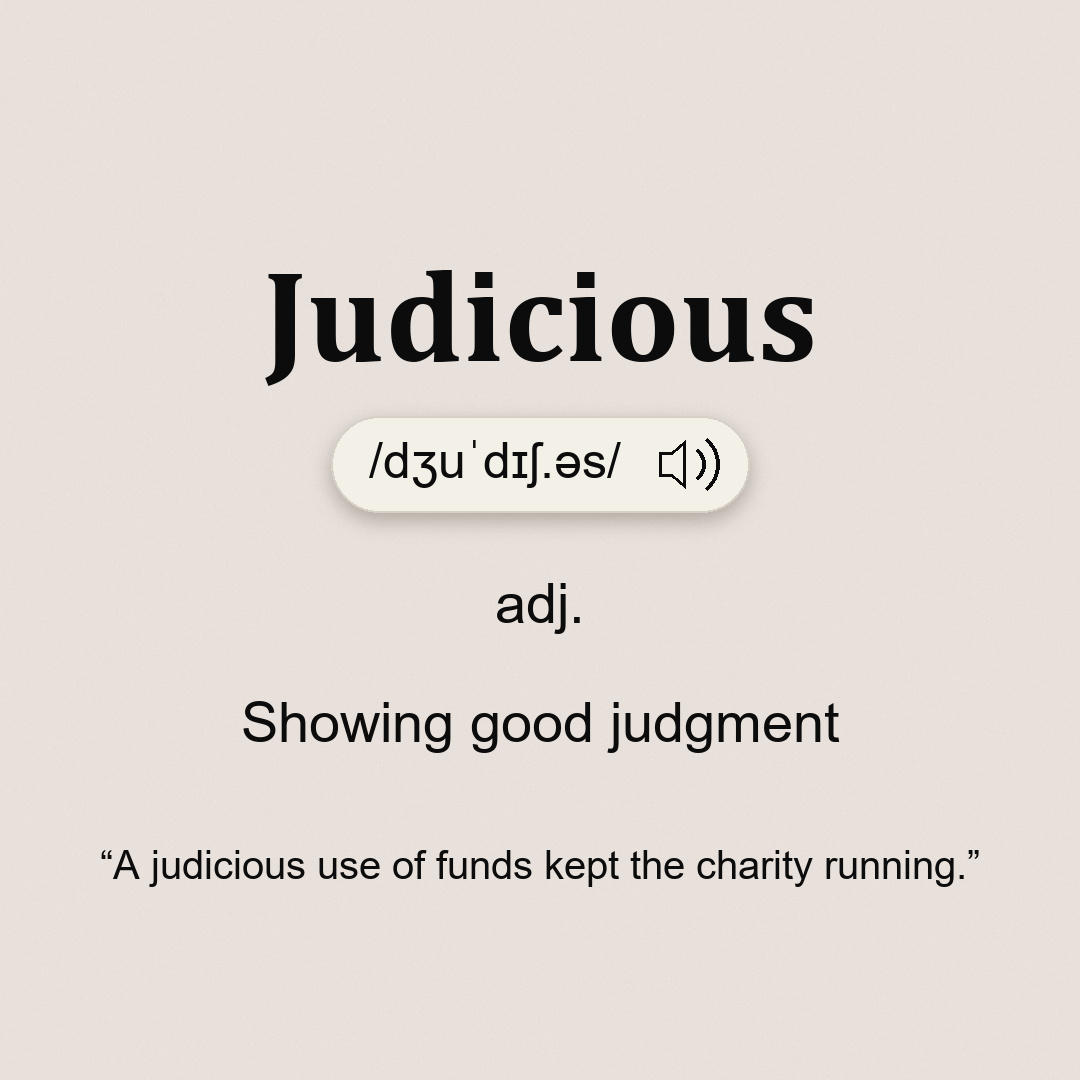 Judicious
/dʒuˈdɪʃ.əs/
adj.
Showing good judgment
“A judicious use of funds kept the charity running.”